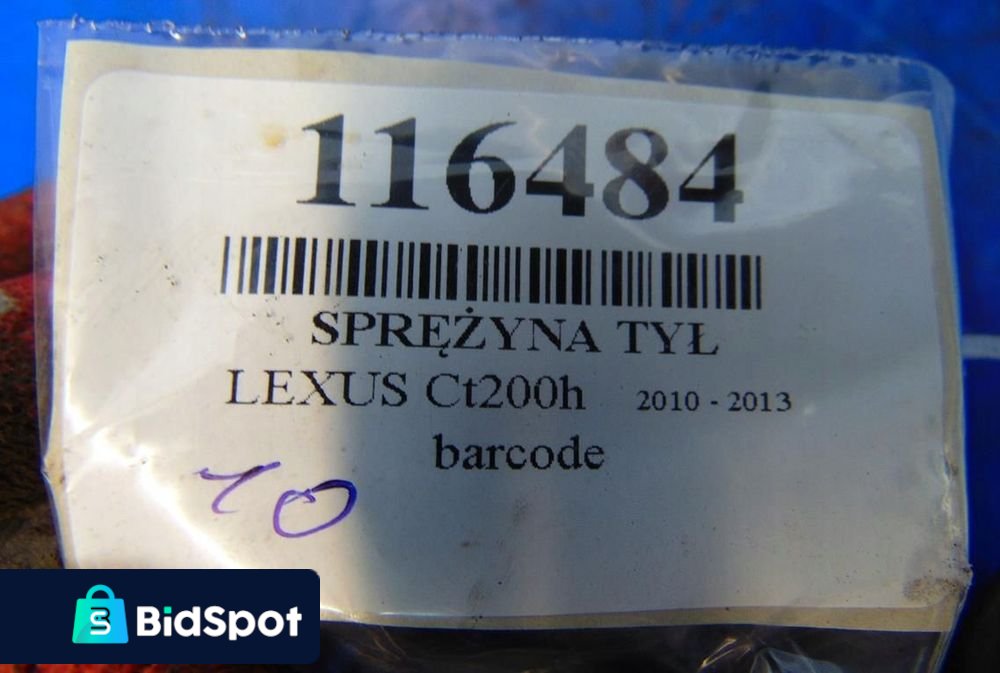 116484
SPRĘŻYNA TYŁ
LEXUS Ct200h 2010 - 2013
barcode
10
BidSpot